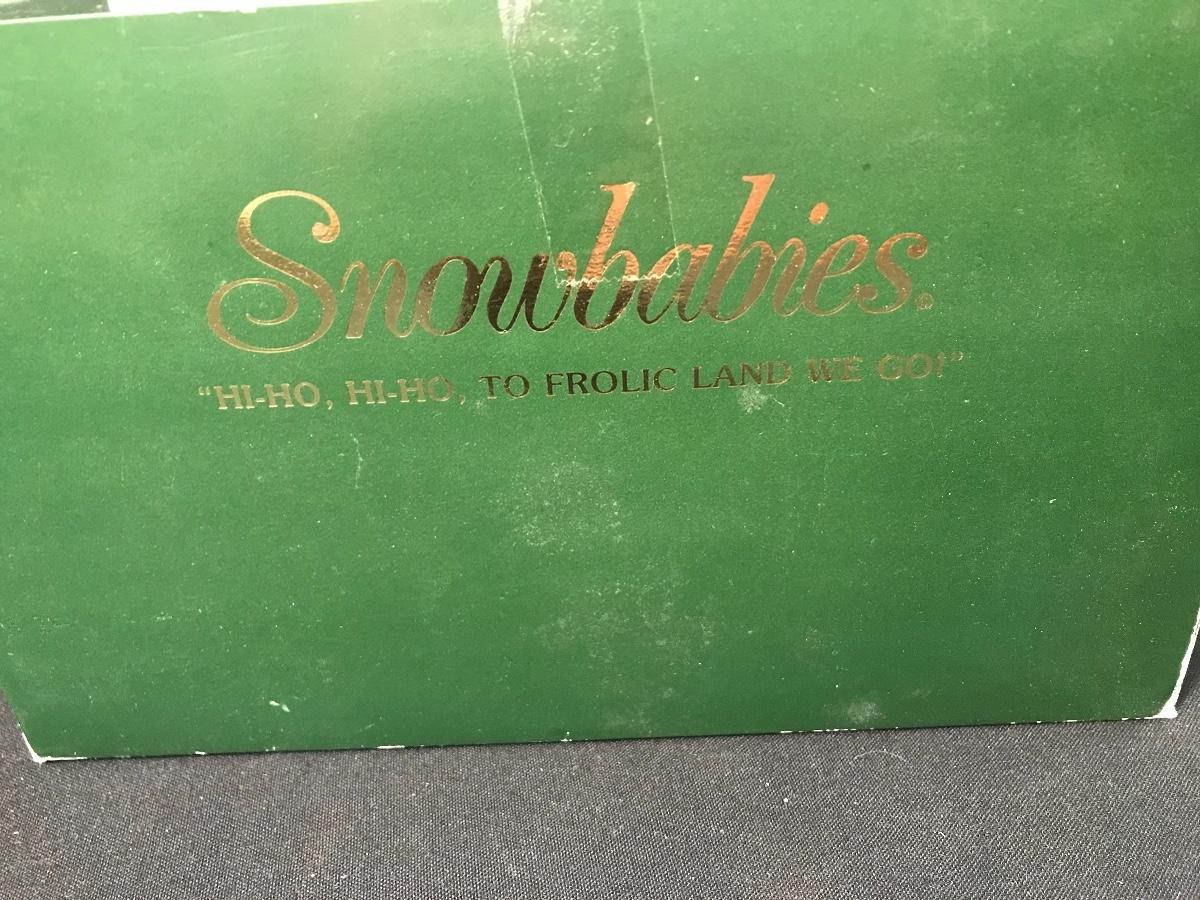 Snowbabies®
“HI-HO, HI-HO, TO FROLIC LAND WE GO!”